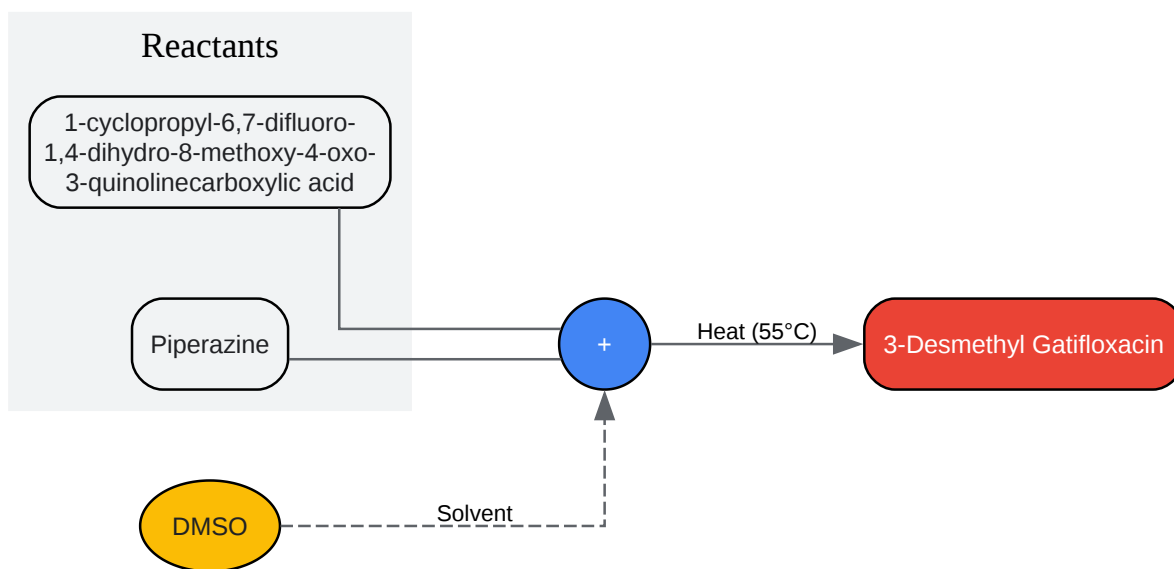 Reactants
1-cyclopropyl-6,7-difluoro-
1,4-dihydro-8-methoxy-4-oxo-
3-quinolinecarboxylic acid
Piperazine
+
Heat (55°C)
3-Desmethyl Gatifloxacin
DMSO
Solvent